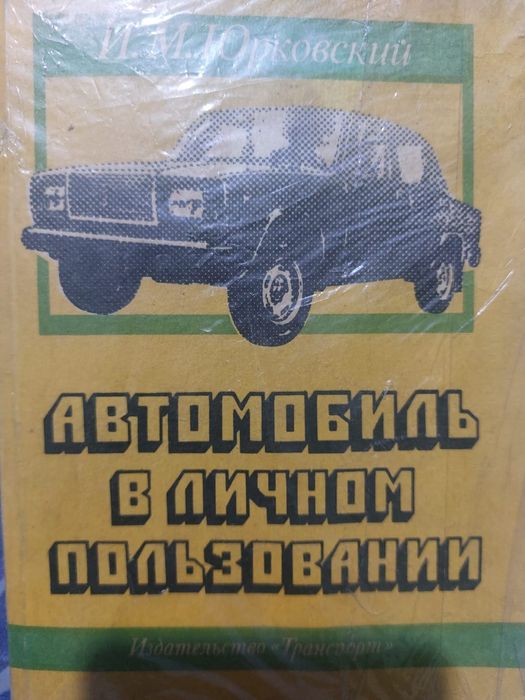 И. М. Юрковский
АВТОМОБИЛЬ
В ЛИЧНОМ
ПОЛЬЗОВАНИИ
Издательство «Транспорт»